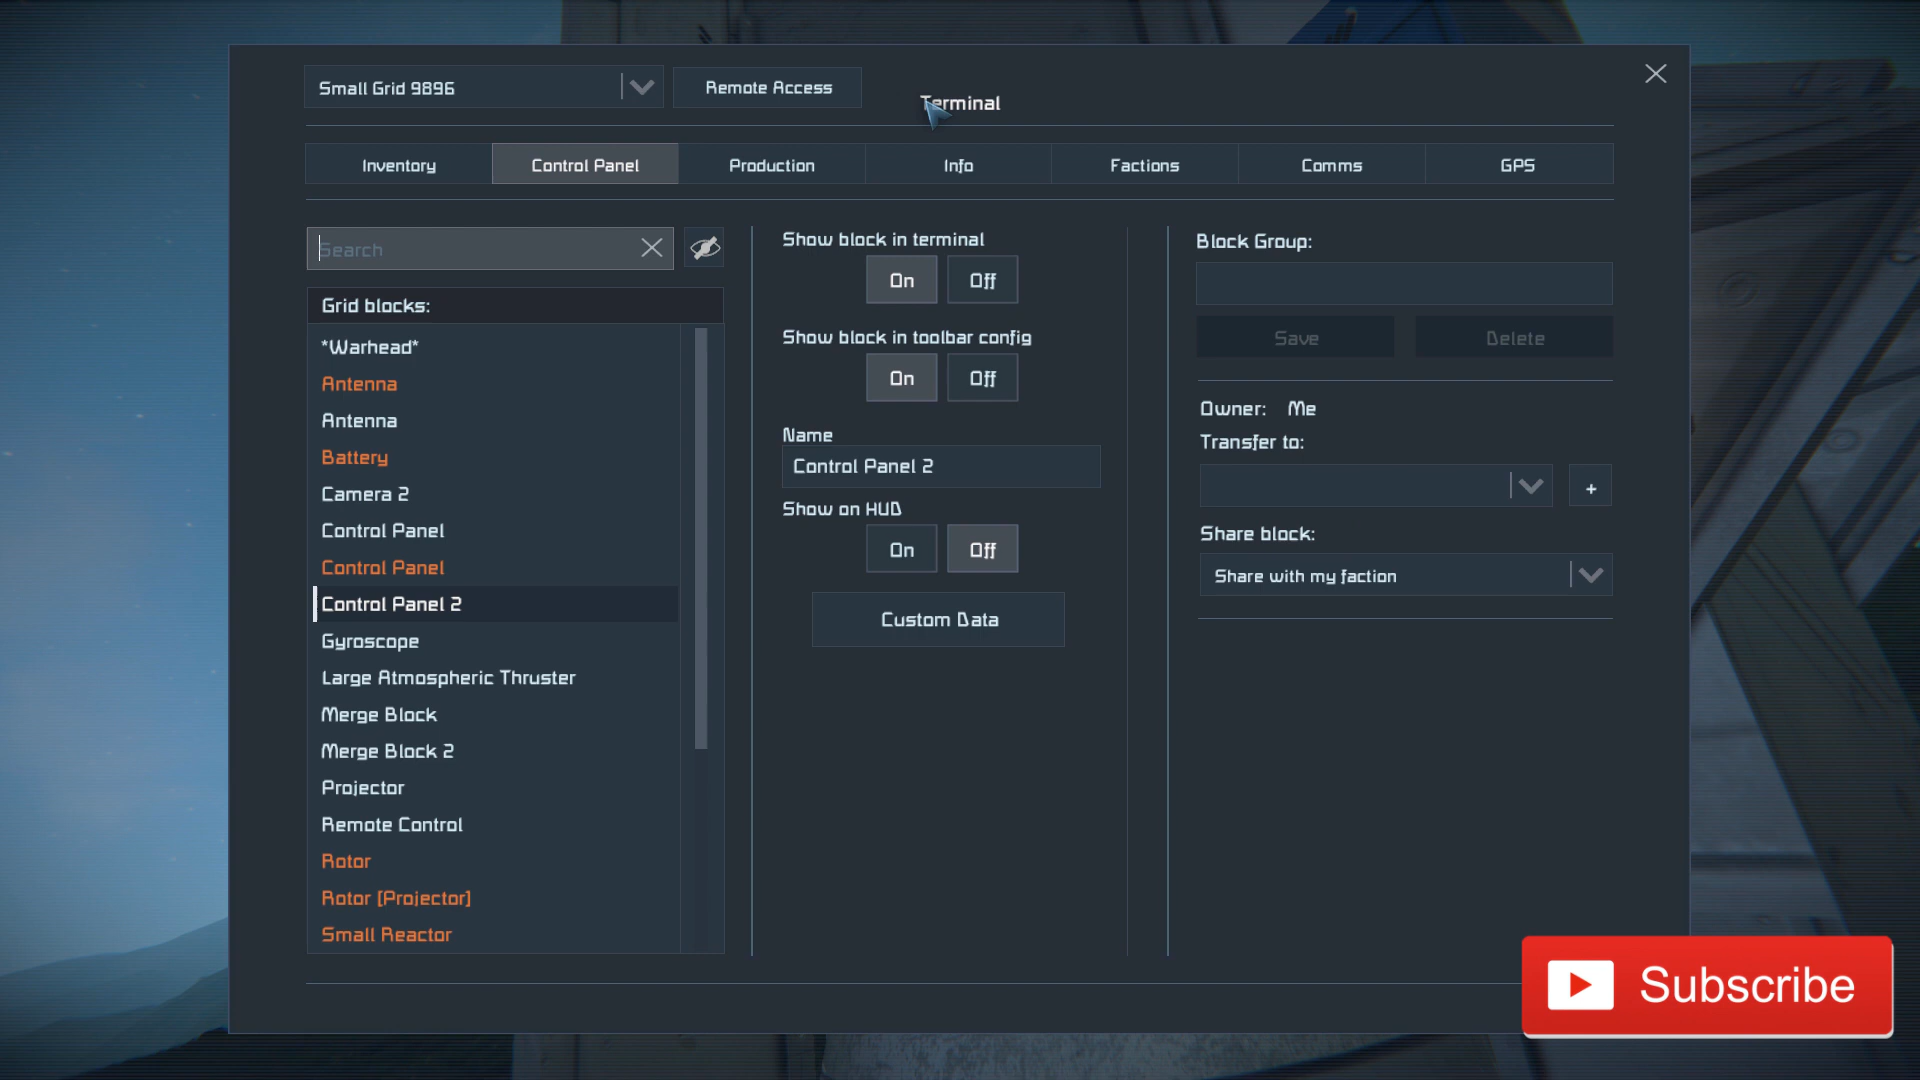 Small Grid 9896
Remote Access
Terminal
Inventory
Control Panel
Production
Info
Factions
Comms
GPS
Search
Grid blocks:
*Warhead*
Antenna
Antenna
Battery
Camera 2
Control Panel
Control Panel
Control Panel 2
Gyroscope
Large Atmospheric Thruster
Merge Block
Merge Block 2
Projector
Remote Control
Rotor
Rotor [Projector]
Small Reactor
Show block in terminal
On Off
Show block in toolbar config
On Off
Name
Control Panel 2
Show on HUD
On Off
Custom Data
Block Group:
Save Delete
Owner: Me
Transfer to:
+
Share block:
Share with my faction
Subscribe